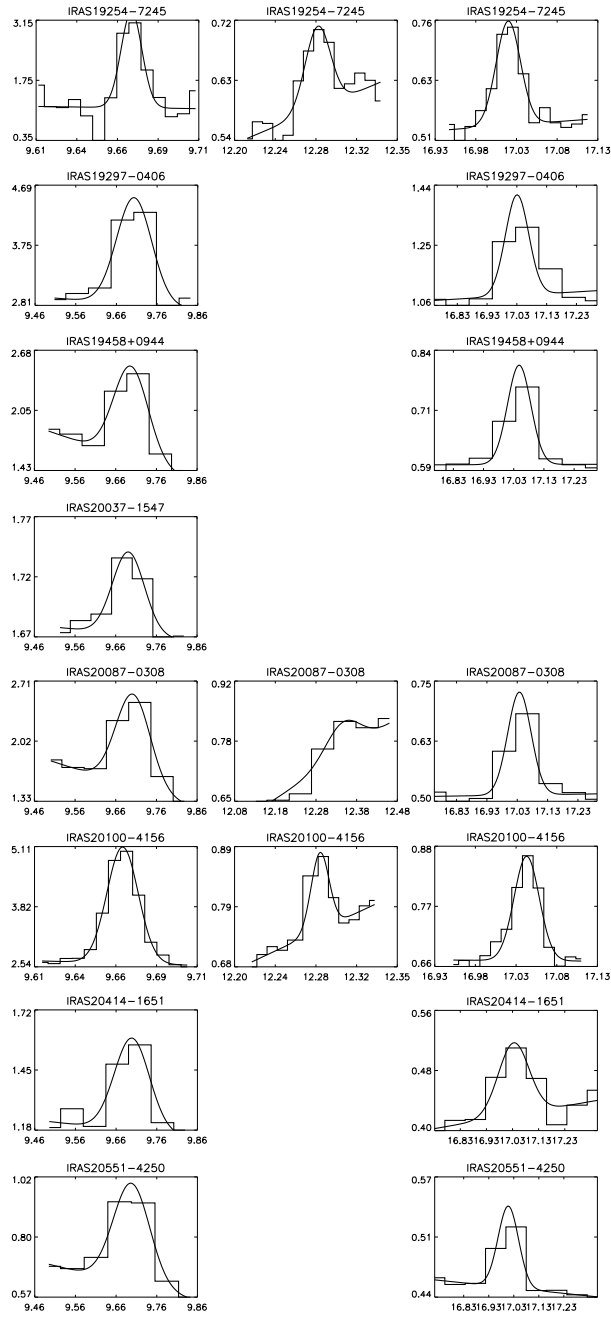 IRAS19254-7245 IRAS19254-7245 IRAS19254-7245
3.15 0.72 0.76
1.75 0.63 0.63
0.35 0.54 0.51
9.61 9.64 9.66 9.69 9.71 12.20 12.24 12.28 12.32 12.35 16.93 16.98 17.03 17.08 17.13
IRAS19297-0406 IRAS19297-0406
4.69 1.44
3.75 1.25
2.81 1.06
9.46 9.56 9.66 9.76 9.86 16.83 16.93 17.03 17.13 17.23
IRAS19458+0944 IRAS19458+0944
2.68 0.84
2.05 0.71
1.43 0.59
9.46 9.56 9.66 9.76 9.86 16.83 16.93 17.03 17.13 17.23
IRAS20037-1547
1.77
1.72
1.67
9.46 9.56 9.66 9.76 9.86
IRAS20087-0308 IRAS20087-0308 IRAS20087-0308
2.71 0.92 0.75
2.02 0.78 0.63
1.33 0.65 0.50
9.46 9.56 9.66 9.76 9.86 12.08 12.18 12.28 12.38 12.48 16.83 16.93 17.03 17.13 17.23
IRAS20100-4156 IRAS20100-4156 IRAS20100-4156
5.11 0.89 0.88
3.82 0.79 0.77
2.54 0.68 0.66
9.61 9.64 9.66 9.69 9.71 12.20 12.24 12.28 12.32 12.35 16.93 16.98 17.03 17.08 17.13
IRAS20414-1651 IRAS20414-1651
1.72 0.56
1.45 0.48
1.18 0.40
9.46 9.56 9.66 9.76 9.86 16.83 16.93 17.03 17.13 17.23
IRAS20551-4250 IRAS20551-4250
1.02 0.57
0.80 0.51
0.57 0.44
9.46 9.56 9.66 9.76 9.86 16.83 16.93 17.03 17.13 17.23